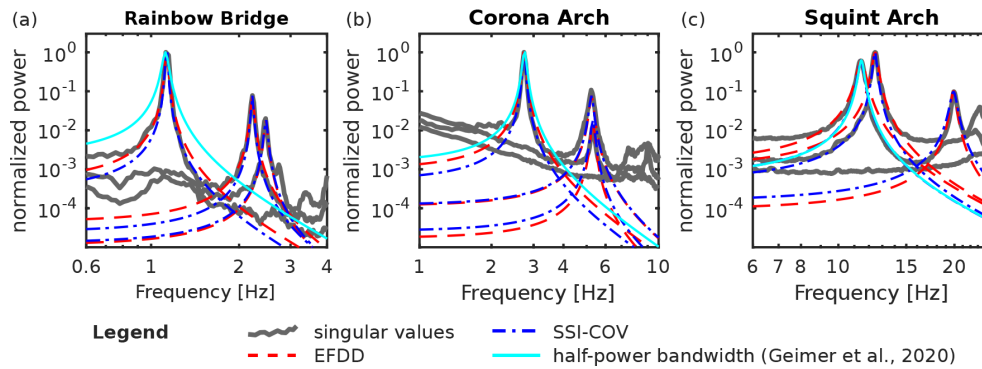 (a) Rainbow Bridge
(b) Corona Arch
(c) Squint Arch
normalized power
10^0
10^-1
10^-2
10^-3
10^-4
0.6 1 2 3 4
Frequency [Hz]
normalized power
10^0
10^-1
10^-2
10^-3
10^-4
1 2 3 4 6 10
Frequency [Hz]
normalized power
10^0
10^-1
10^-2
10^-3
10^-4
6 7 8 10 15 20
Frequency [Hz]
Legend
singular values
SSI-COV
EFDD
half-power bandwidth (Geimer et al., 2020)